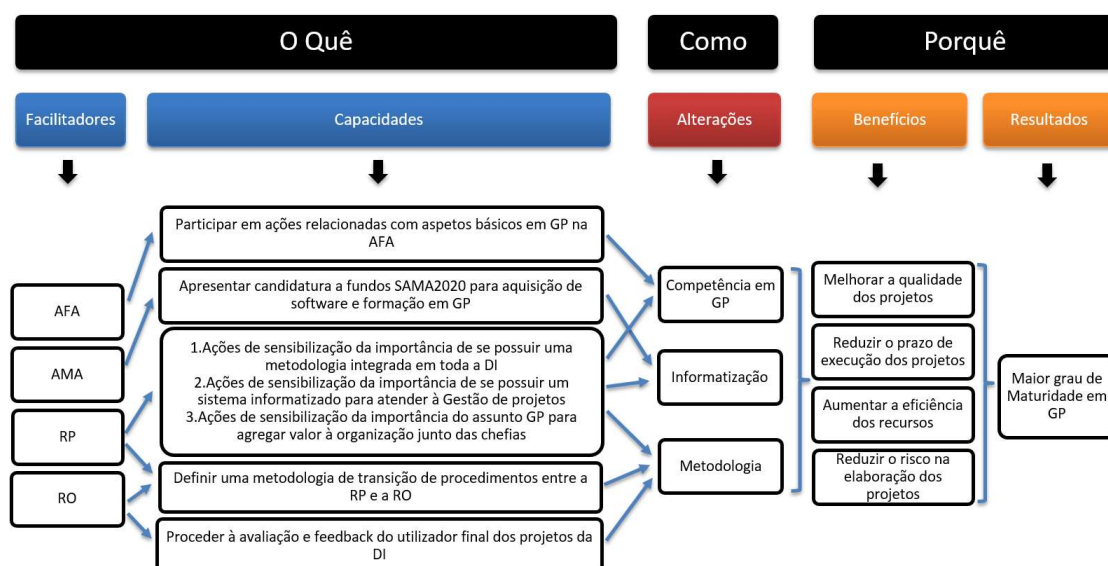 O Quê
Como
Porquê
Facilitadores
Capacidades
Alterações
Benefícios
Resultados
Participar em ações relacionadas com aspetos básicos em GP na
AFA
Apresentar candidatura a fundos SAMA2020 para aquisição de
software e formação em GP
1.Ações de sensibilização da importância de se possuir uma
metodologia integrada em toda a DI
2.Ações de sensibilização da importância de se possuir um
sistema informatizado para atender à Gestão de projetos
3.Ações de sensibilização da importância do assunto GP para
agregar valor à organização junto das chefias
Definir uma metodologia de transição de procedimentos entre a
RP e a RO
Proceder à avaliação e feedback do utilizador final dos projetos da
DI
AFA
AMA
RP
RO
Competência em
GP
Informatização
Metodologia
Melhorar a qualidade
dos projetos
Reduzir o prazo de
execução dos projetos
Aumentar a eficiência
dos recursos
Reduzir o risco na
elaboração dos
projetos
Maior grau de
Maturidade em
GP